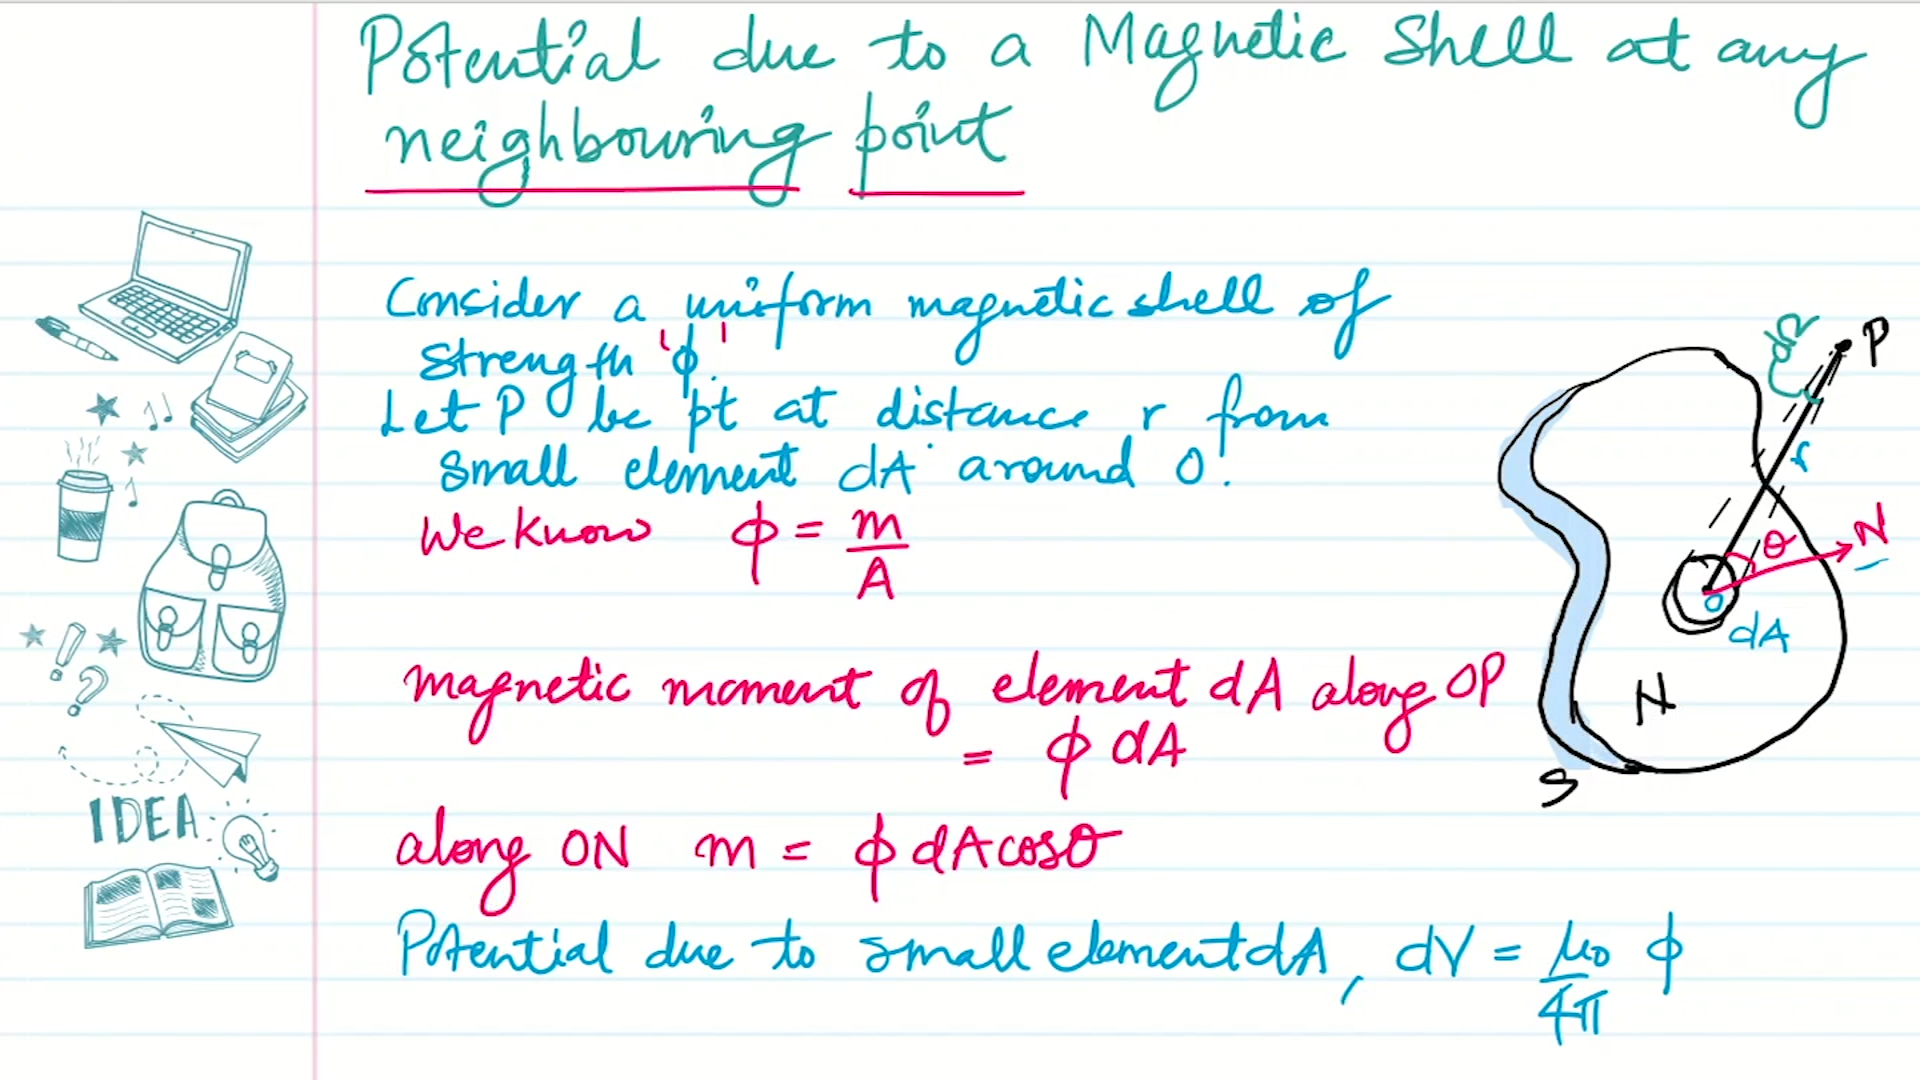 Potential due to a Magnetic Shell at any
neighbouring point
Consider a uniform magnetic shell of
strength 'ϕ'.
Let P be pt at distance r from
small element dA around O.
We know ϕ = m/A
magnetic moment of element dA along OP
= ϕ dA
along ON m = ϕ dA cosθ
Potential due to small element dA, dV = μ₀/4π ϕ
dΩ
P
r
N
θ
O
dA
N
S
IDEA